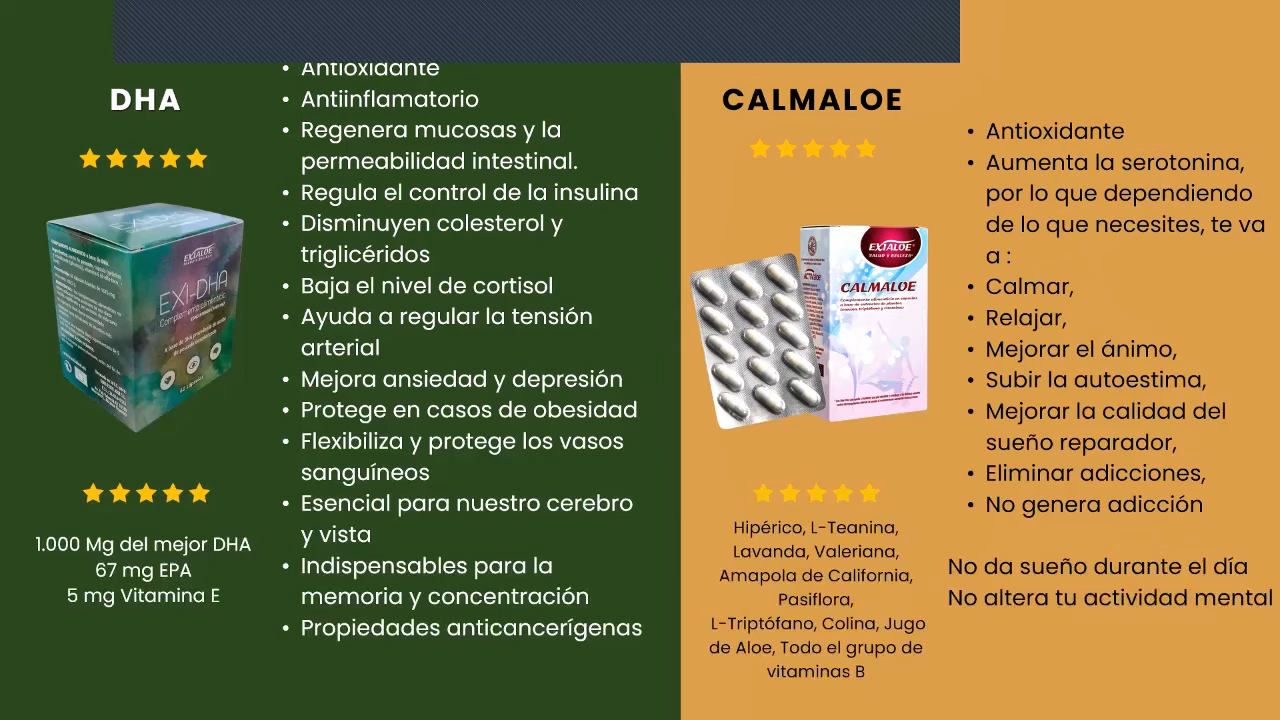 DHA
EXIALOE
EXI-DHA
Complemento alimenticio
1.000 Mg del mejor DHA
67 mg EPA
5 mg Vitamina E
• Antioxidante
• Antiinflamatorio
• Regenera mucosas y la
permeabilidad intestinal.
• Regula el control de la insulina
• Disminuyen colesterol y
triglicéridos
• Baja el nivel de cortisol
• Ayuda a regular la tensión
arterial
• Mejora ansiedad y depresión
• Protege en casos de obesidad
• Flexibiliza y protege los vasos
sanguíneos
• Esencial para nuestro cerebro
y vista
• Indispensables para la
memoria y concentración
• Propiedades anticancerígenas
CALMALOE
EXIALOE
SALUD Y BELLEZA
CALMALOE
Hipérico, L-Teanina,
Lavanda, Valeriana,
Amapola de California,
Pasiflora,
L-Triptófano, Colina, Jugo
de Aloe, Todo el grupo de
vitaminas B
• Antioxidante
• Aumenta la serotonina,
por lo que dependiendo
de lo que necesites, te va
a :
• Calmar,
• Relajar,
• Mejorar el ánimo,
• Subir la autoestima,
• Mejorar la calidad del
sueño reparador,
• Eliminar adicciones,
• No genera adicción
No da sueño durante el día
No altera tu actividad mental